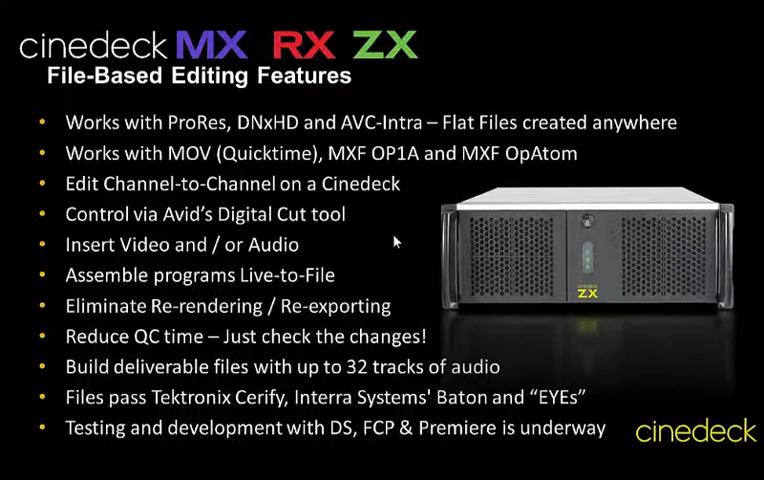 cinedeck MX RX ZX
File-Based Editing Features
• Works with ProRes, DNxHD and AVC-Intra – Flat Files created anywhere
• Works with MOV (Quicktime), MXF OP1A and MXF OpAtom
• Edit Channel-to-Channel on a Cinedeck
• Control via Avid's Digital Cut tool
• Insert Video and / or Audio
• Assemble programs Live-to-File
• Eliminate Re-rendering / Re-exporting
• Reduce QC time – Just check the changes!
• Build deliverable files with up to 32 tracks of audio
• Files pass Tektronix Cerify, Interra Systems' Baton and “EYEs”
• Testing and development with DS, FCP & Premiere is underway
cinedeck
ZX
cinedeck